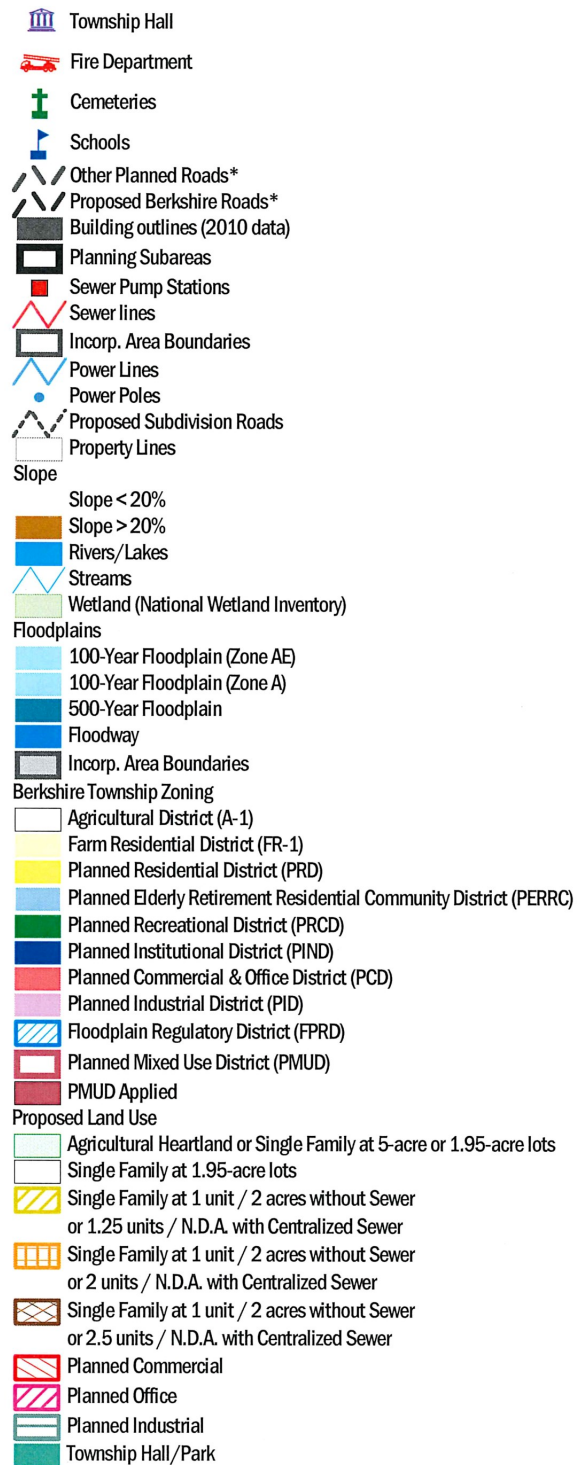 Township Hall
Fire Department
Cemeteries
Schools
Other Planned Roads*
Proposed Berkshire Roads*
Building outlines (2010 data)
Planning Subareas
Sewer Pump Stations
Sewer lines
Incorp. Area Boundaries
Power Lines
Power Poles
Proposed Subdivision Roads
Property Lines
Slope
Slope < 20%
Slope > 20%
Rivers/Lakes
Streams
Wetland (National Wetland Inventory)
Floodplains
100-Year Floodplain (Zone AE)
100-Year Floodplain (Zone A)
500-Year Floodplain
Floodway
Incorp. Area Boundaries
Berkshire Township Zoning
Agricultural District (A-1)
Farm Residential District (FR-1)
Planned Residential District (PRD)
Planned Elderly Retirement Residential Community District (PERRC)
Planned Recreational District (PRCD)
Planned Institutional District (PIND)
Planned Commercial & Office District (PCD)
Planned Industrial District (PID)
Floodplain Regulatory District (FPRD)
Planned Mixed Use District (PMUD)
PMUD Applied
Proposed Land Use
Agricultural Heartland or Single Family at 5-acre or 1.95-acre lots
Single Family at 1.95-acre lots
Single Family at 1 unit / 2 acres without Sewer
or 1.25 units / N.D.A. with Centralized Sewer
Single Family at 1 unit / 2 acres without Sewer
or 2 units / N.D.A. with Centralized Sewer
Single Family at 1 unit / 2 acres without Sewer
or 2.5 units / N.D.A. with Centralized Sewer
Planned Commercial
Planned Office
Planned Industrial
Township Hall/Park